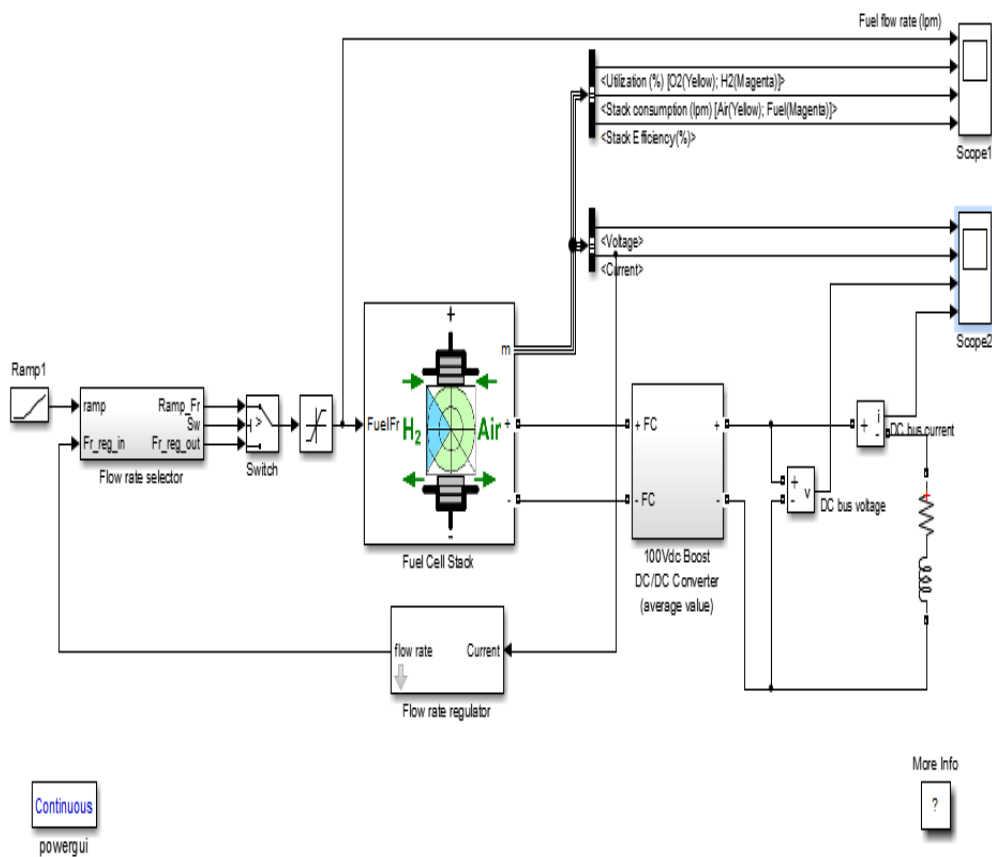 Fuel flow rate (lpm)
<Utilization (%) [O2(Yellow); H2(Magenta)]>
<Stack consumption (lpm) [Air(Yellow; Fuel(Magenta)]>
<Stack Efficiency(%)>
Scope1
<Voltage>
<Current>
Scope2
+
m
Ramp1
ramp
Fr_reg_in
Ramp_Fr
Sw
Fr_reg_out
Flow rate selector
>
Switch
FuelFr
H2
Air
+
-
-
Fuel Cell Stack
+ FC
- FC
+
-
100Vdc Boost
DC/DC Converter
(average value)
+
i
-
DC bus current
+
-
v
DC bus voltage
+
flow rate
Current
Flow rate regulator
Continuous
powergui
More Info
?